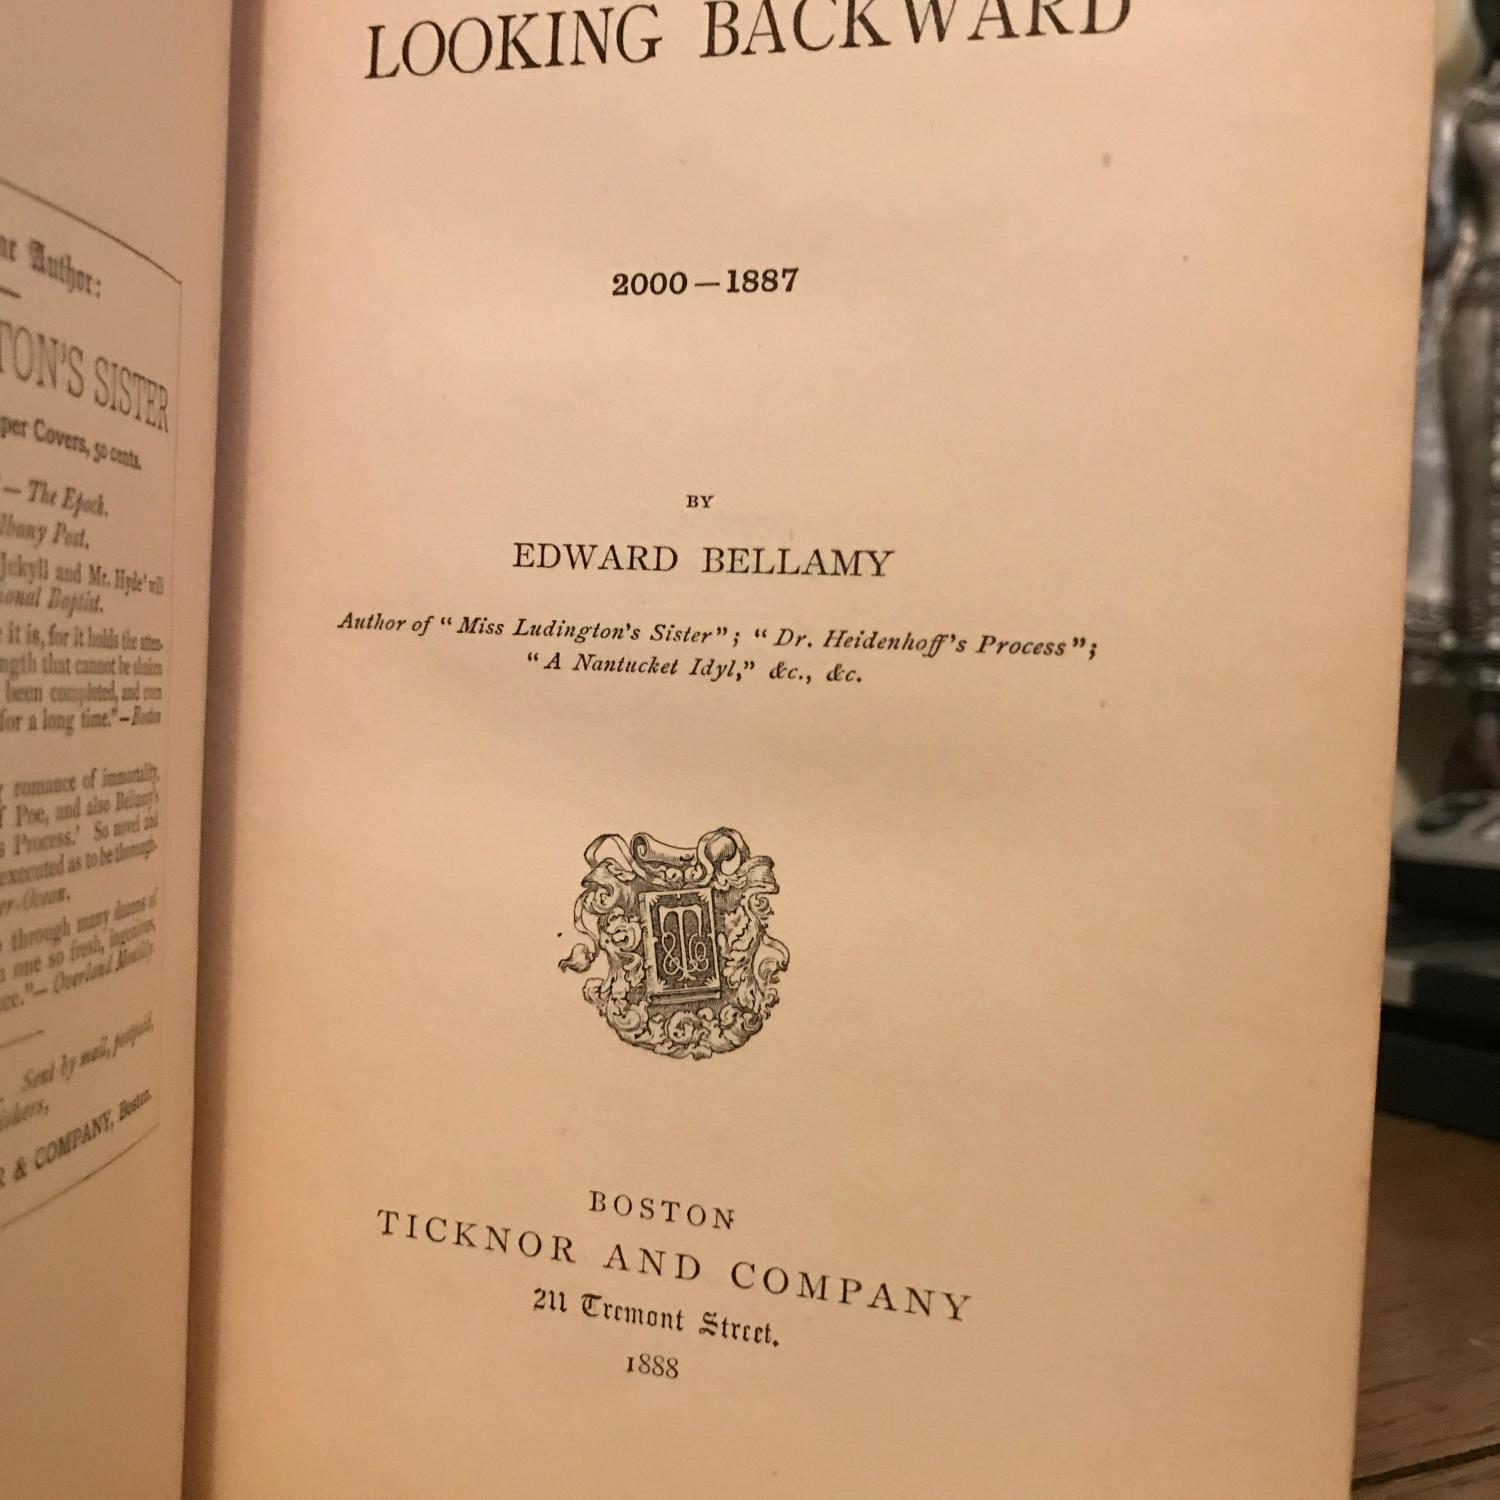 Author:
TON'S SISTER
Covers, 50 cents.
— The Epoch.
Post.
Jekyll and Mr. Hyde' will
Baptist.
it is, for it holds the atten-
that cannot be shaken
been completed, and even
for a long time." — Boston
romance of immortality,
Poe, and also Bellamy's
Process.' So novel and
executed as to be thorough-
through many dozens of
one so fresh, ingenious,
— Overland Monthly.
Sent by mail, postpaid,
& COMPANY, Boston.
LOOKING BACKWARD
2000 — 1887
BY
EDWARD BELLAMY
Author of " Miss Ludington's Sister" ; " Dr. Heidenhoff's Process" ;
" A Nantucket Idyl," &c., &c.
T & Co
BOSTON
TICKNOR AND COMPANY
211 Tremont Street.
1888